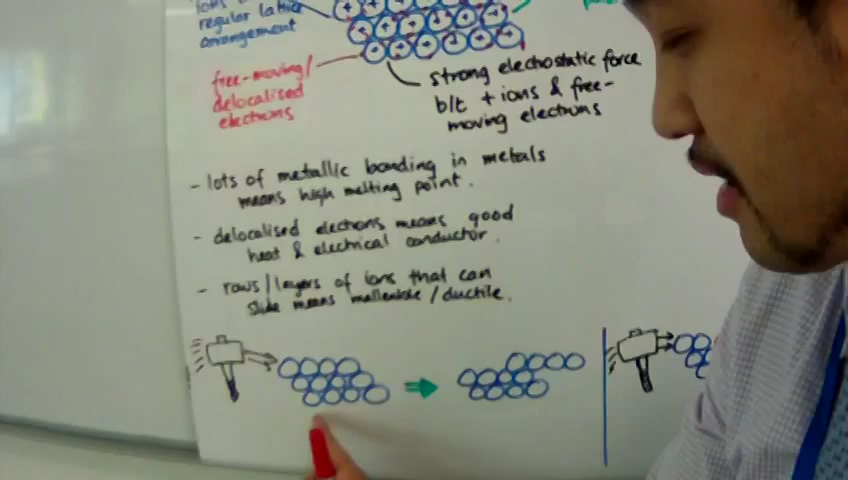 ions
regular lattice
arrangement
+ + + + + + +
+ + + + + +
+ + + + + + +
free-moving/
delocalised
electrons
strong electostatic force
b/t + ions & free-
moving electrons
- lots of metallic bonding in metals
means high melting point.
- delocalised electrons means good
heat & electrical conductor.
- rows/layers of ions that can
slide means malleable/ductile.